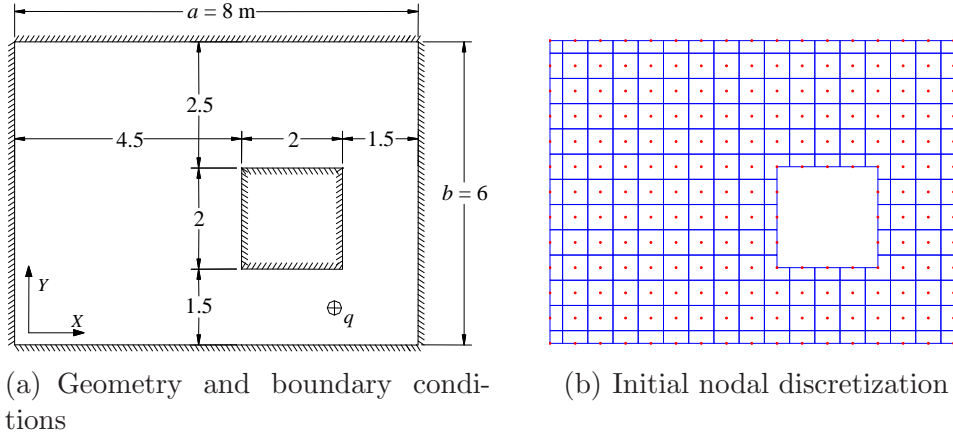 a = 8 m
2.5
4.5
2
1.5
b = 6
2
Y
X
1.5
q
(a) Geometry and boundary condi-
tions
(b) Initial nodal discretization